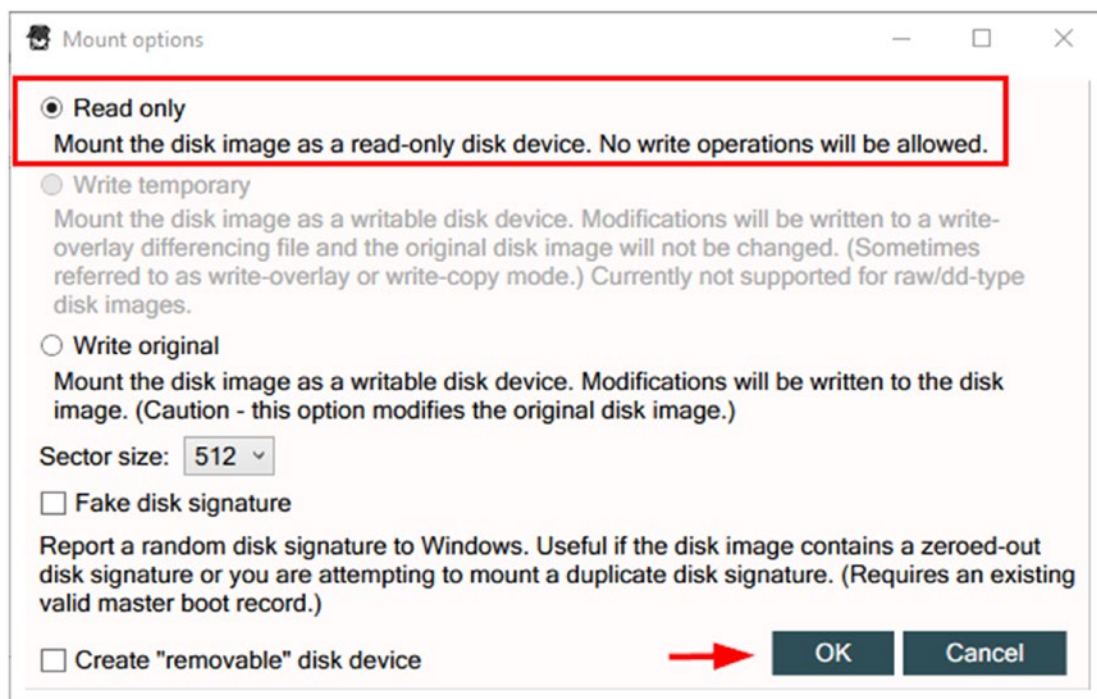 Mount options
Read only
Mount the disk image as a read-only disk device. No write operations will be allowed.
Write temporary
Mount the disk image as a writable disk device. Modifications will be written to a write-
overlay differencing file and the original disk image will not be changed. (Sometimes
referred to as write-overlay or write-copy mode.) Currently not supported for raw/dd-type
disk images.
Write original
Mount the disk image as a writable disk device. Modifications will be written to the disk
image. (Caution - this option modifies the original disk image.)
Sector size: 512
Fake disk signature
Report a random disk signature to Windows. Useful if the disk image contains a zeroed-out
disk signature or you are attempting to mount a duplicate disk signature. (Requires an existing
valid master boot record.)
Create "removable" disk device
OK Cancel